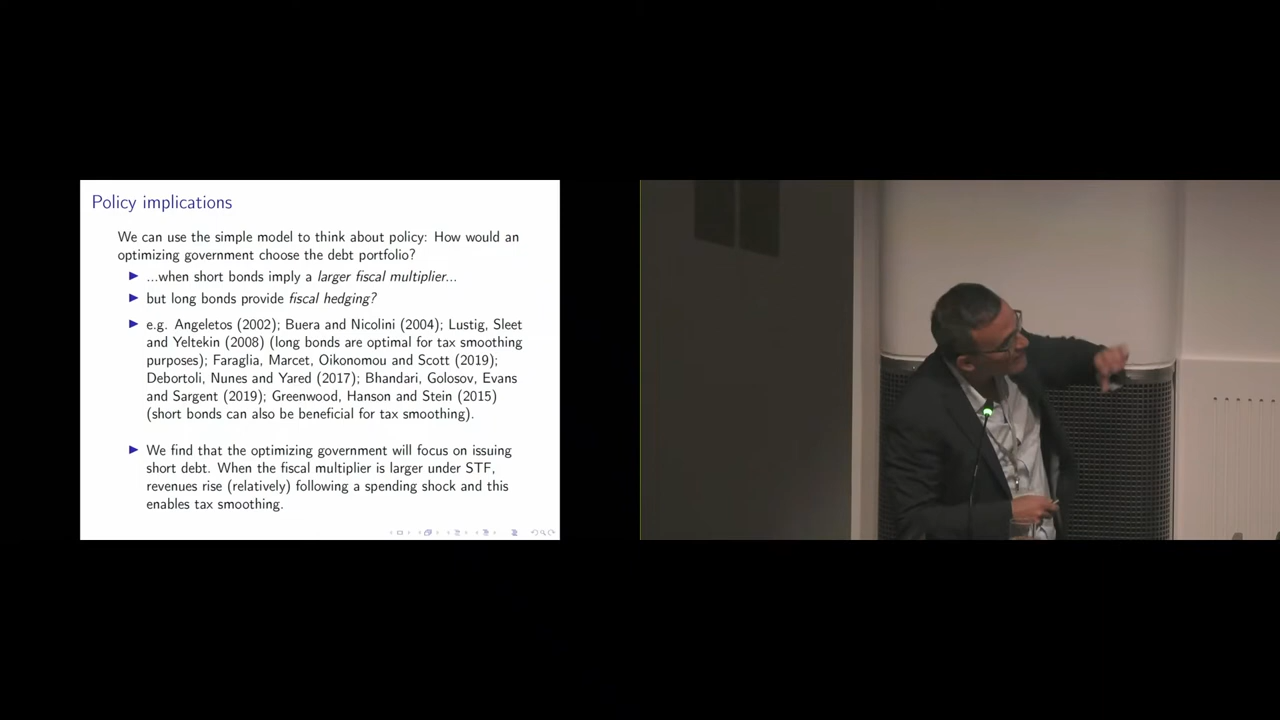 Policy implications
We can use the simple model to think about policy: How would an
optimizing government choose the debt portfolio?
...when short bonds imply a larger fiscal multiplier...
but long bonds provide fiscal hedging?
e.g. Angeletos (2002); Buera and Nicolini (2004); Lustig, Sleet
and Yeltekin (2008) (long bonds are optimal for tax smoothing
purposes); Faraglia, Marcet, Oikonomou and Scott (2019);
Debortoli, Nunes and Yared (2017); Bhandari, Golosov, Evans
and Sargent (2019); Greenwood, Hanson and Stein (2015)
(short bonds can also be beneficial for tax smoothing).
We find that the optimizing government will focus on issuing
short debt. When the fiscal multiplier is larger under STF,
revenues rise (relatively) following a spending shock and this
enables tax smoothing.